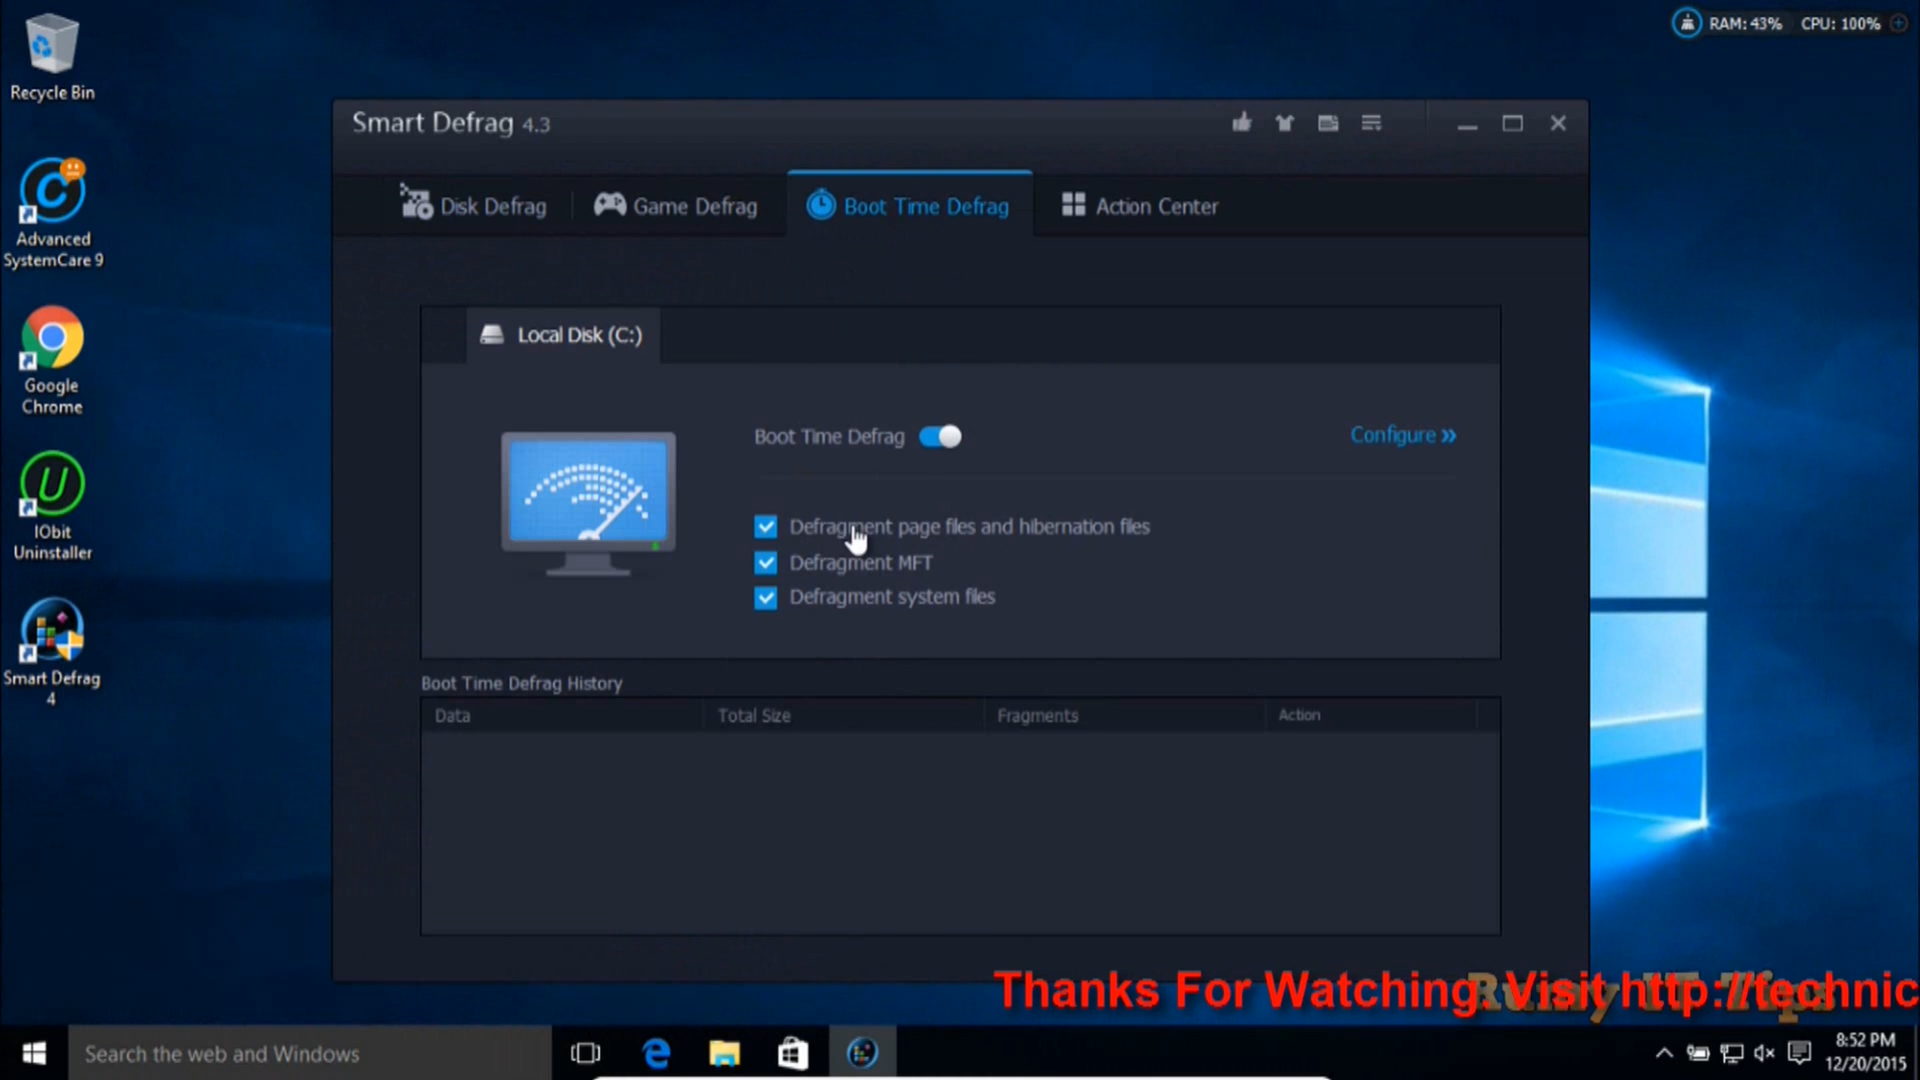 Recycle Bin
RAM: 43% CPU: 100%
Smart Defrag 4.3
Disk Defrag
Game Defrag
Boot Time Defrag
Action Center
Advanced
SystemCare 9
Local Disk (C:)
Google
Chrome
Boot Time Defrag
Configure »
IObit
Uninstaller
Defragment page files and hibernation files
Defragment MFT
Defragment system files
Smart Defrag
4
Boot Time Defrag History
Data Total Size Fragments Action
Thanks For Watching. Visit http://technic
Search the web and Windows
8:52 PM
12/20/2015